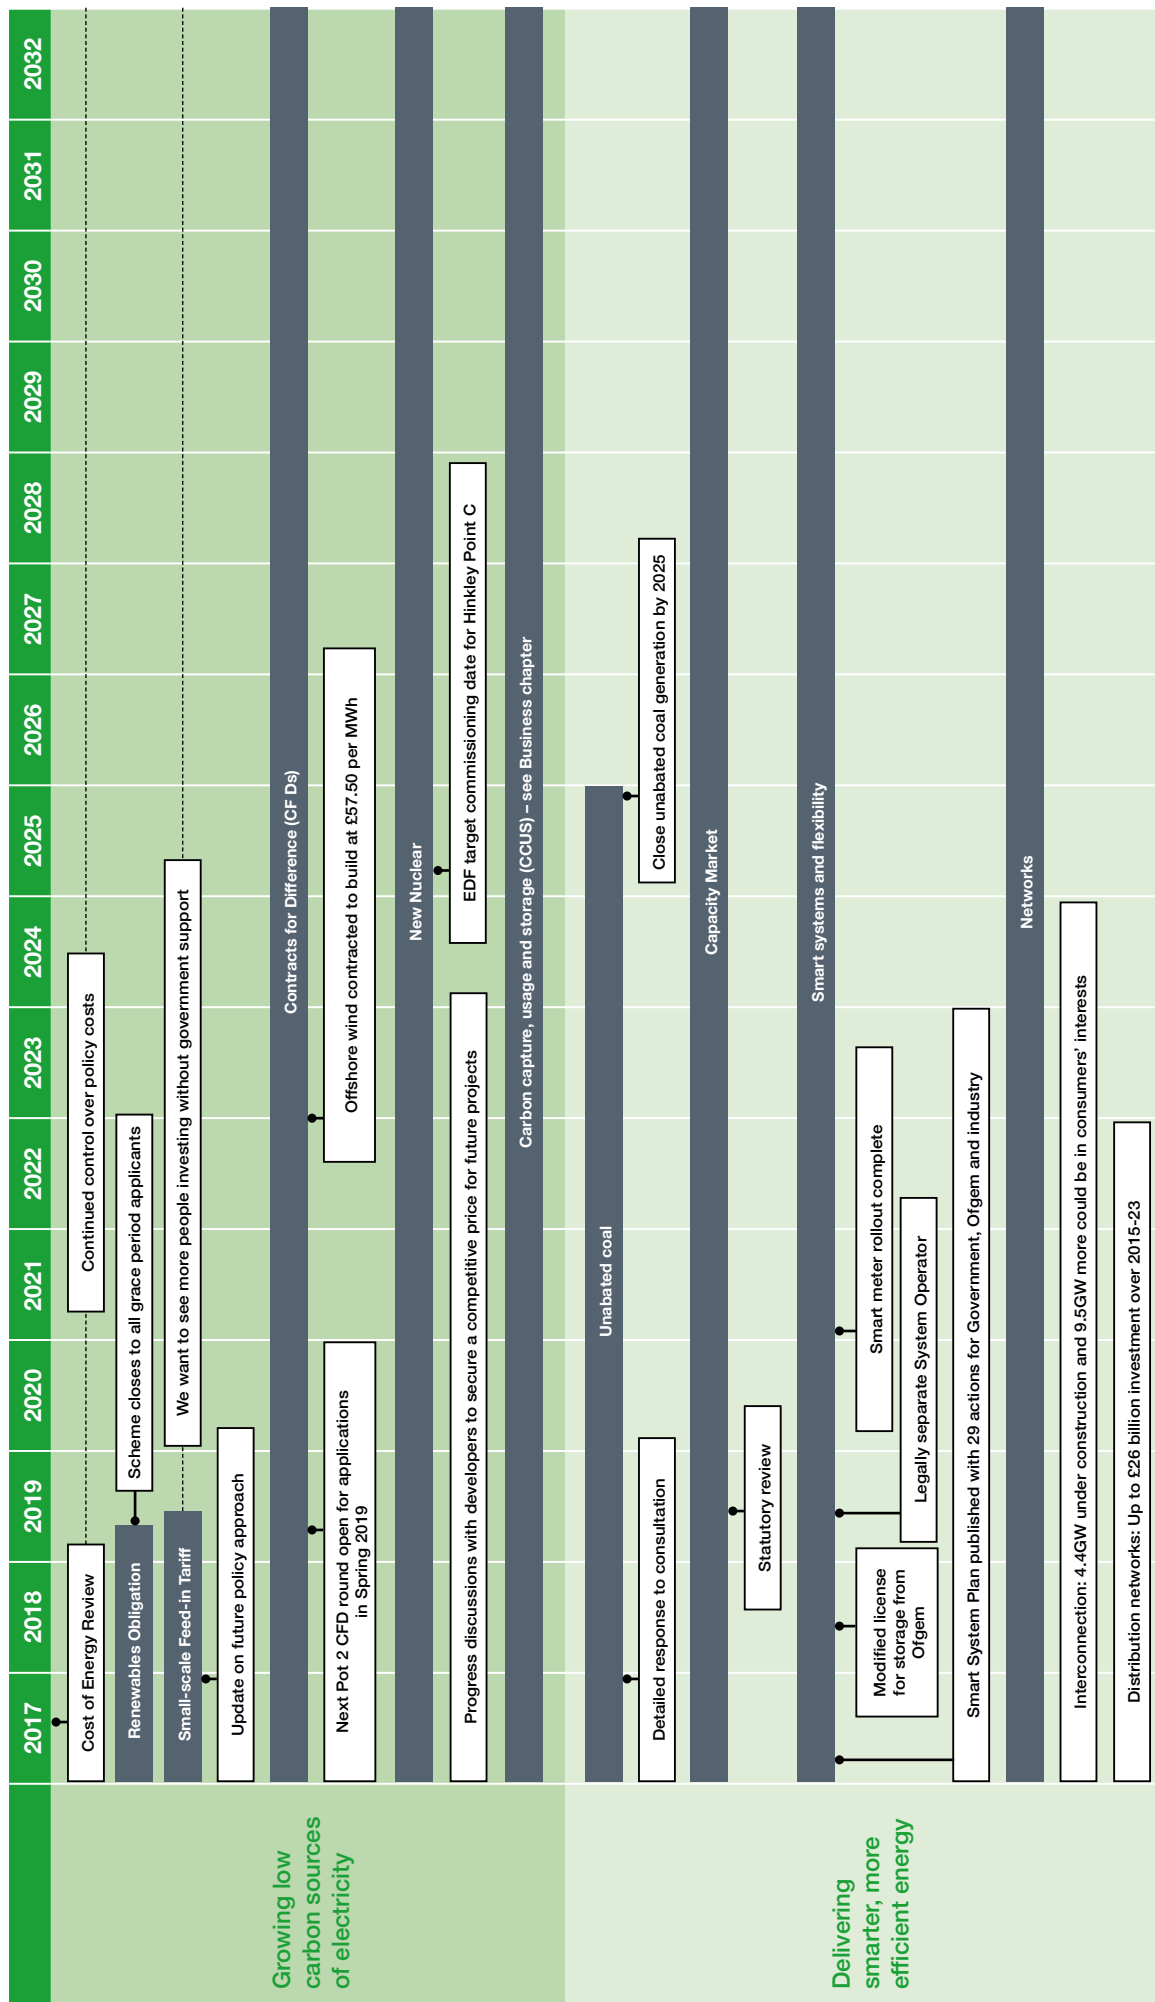 2017 2018 2019 2020 2021 2022 2023 2024 2025 2026 2027 2028 2029 2030 2031 2032
Growing low
carbon sources
of electricity
Cost of Energy Review
Continued control over policy costs
Renewables Obligation
Scheme closes to all grace period applicants
Small-scale Feed-in Tariff
We want to see more people investing without government support
Update on future policy approach
Contracts for Difference (CF Ds)
Next Pot 2 CFD round open for applications
in Spring 2019
Offshore wind contracted to build at £57.50 per MWh
New Nuclear
Progress discussions with developers to secure a competitive price for future projects
EDF target commissioning date for Hinkley Point C
Carbon capture, usage and storage (CCUS) – see Business chapter
Delivering
smarter, more
efficient energy
Unabated coal
Detailed response to consultation
Close unabated coal generation by 2025
Capacity Market
Statutory review
Smart systems and flexibility
Modified license
for storage from
Ofgem
Smart meter rollout complete
Legally separate System Operator
Smart System Plan published with 29 actions for Government, Ofgem and industry
Networks
Interconnection: 4.4GW under construction and 9.5GW more could be in consumers’ interests
Distribution networks: Up to £26 billion investment over 2015-23